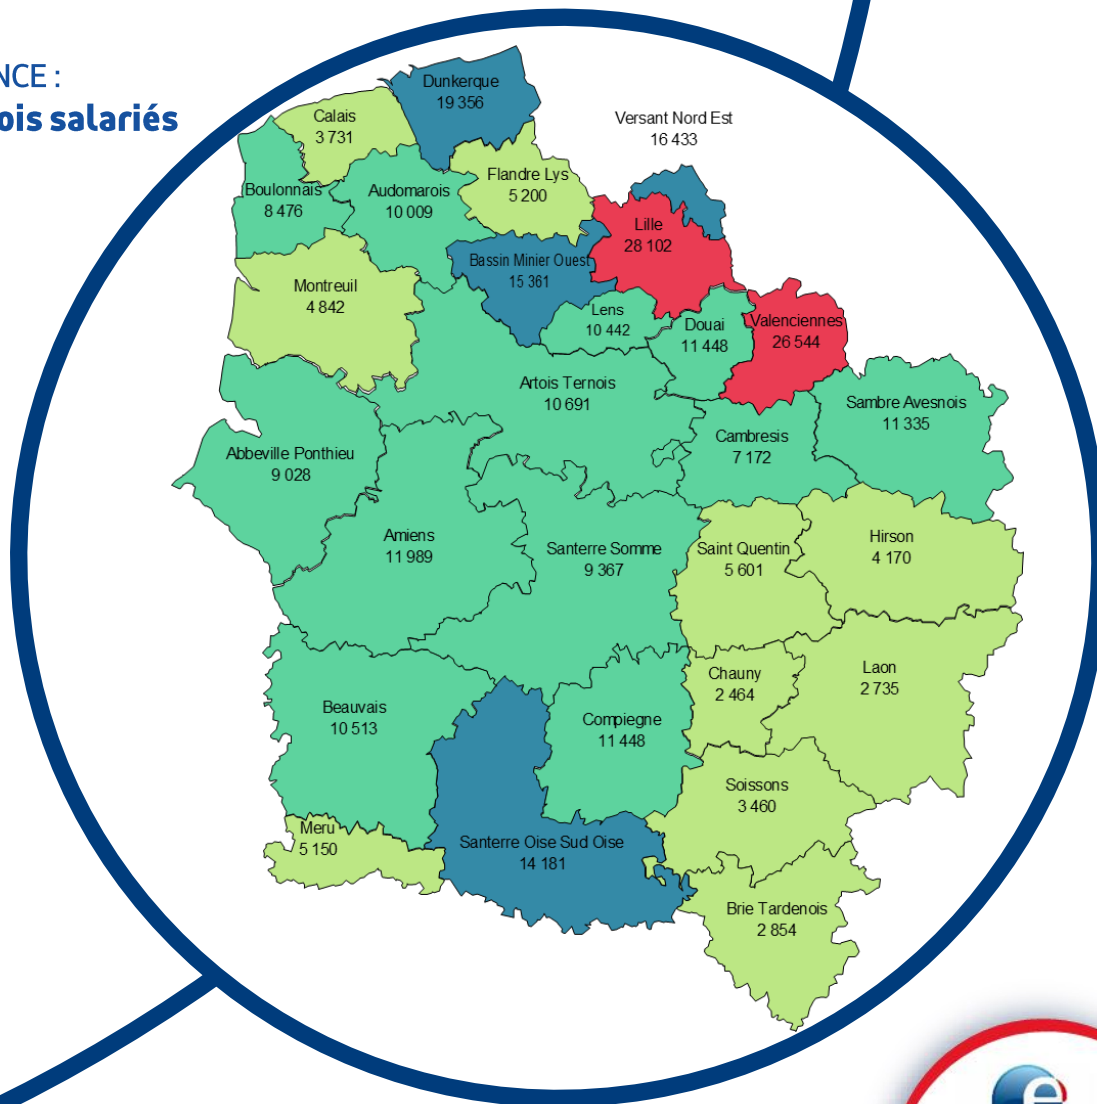 NCE :
ois salariés
Dunkerque
19 356
Calais
3 731
Versant Nord Est
16 433
Flandre Lys
5 200
Boulonnais
8 476
Audomarois
10 009
Lille
28 102
Bassin Minier Ouest
15 361
Montreuil
4 842
Lens
10 442
Douai
11 448
Valenciennes
26 544
Artois Ternois
10 691
Sambre Avesnois
11 335
Cambresis
7 172
Abbeville Ponthieu
9 028
Amiens
11 989
Santerre Somme
9 367
Saint Quentin
5 601
Hirson
4 170
Chauny
2 464
Laon
2 735
Beauvais
10 513
Compiegne
11 448
Soissons
3 460
Meru
5 150
Santerre Oise Sud Oise
14 181
Brie Tardenois
2 854
e